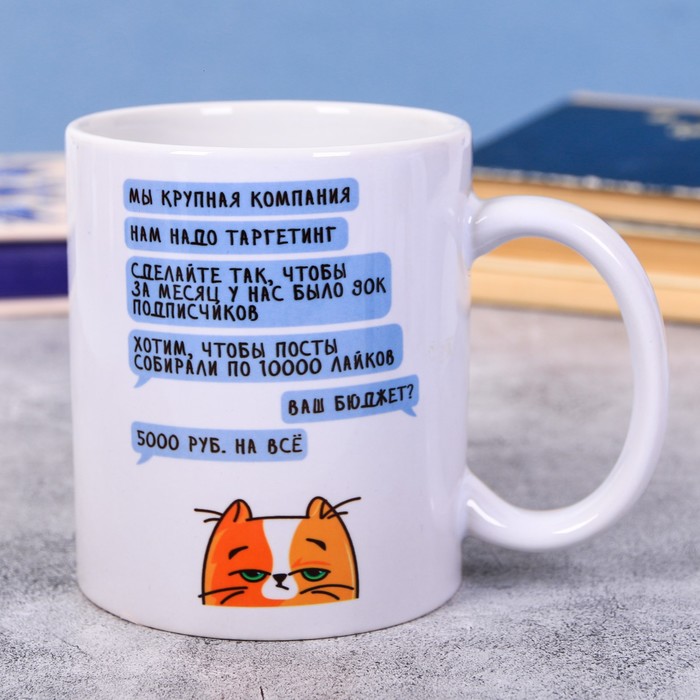 МЫ КРУПНАЯ КОМПАНИЯ
НАМ НАДО ТАРГЕТИНГ
СДЕЛАЙТЕ ТАК, ЧТОБЫ
ЗА МЕСЯЦ У НАС БЫЛО 90К
ПОДПИСЧИКОВ
ХОТИМ, ЧТОБЫ ПОСТЫ
СОБИРАЛИ ПО 10000 ЛАЙКОВ
ВАШ БЮДЖЕТ?
5000 РУБ. НА ВСЁ